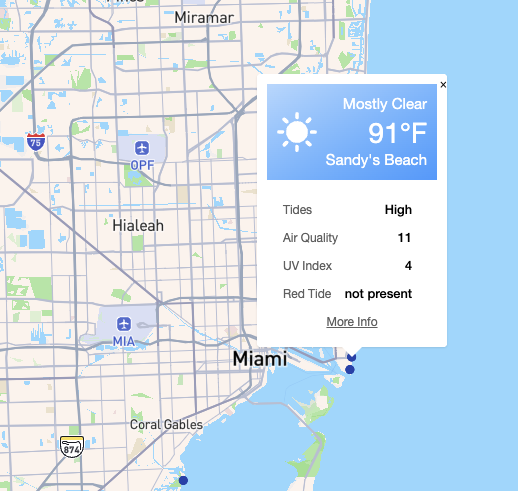 Miramar
×
Mostly Clear
91°F
Sandy's Beach
75
OPF
Tides High
Air Quality 11
Hialeah
UV Index 4
Red Tide not present
More Info
MIA
Miami
Coral Gables
874